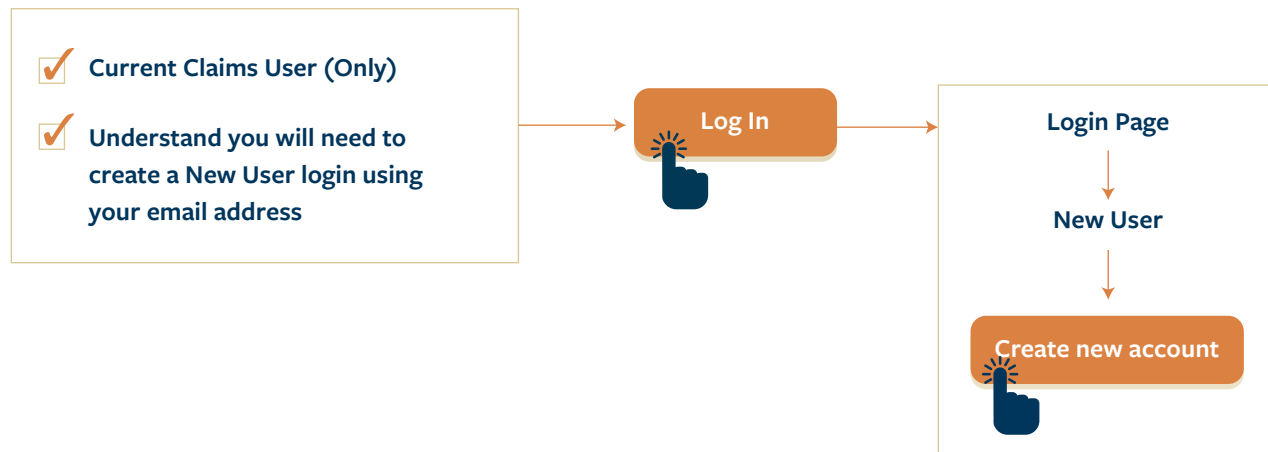 Current Claims User (Only)
Understand you will need to
create a New User login using
your email address
Log In
Login Page
New User
Create new account